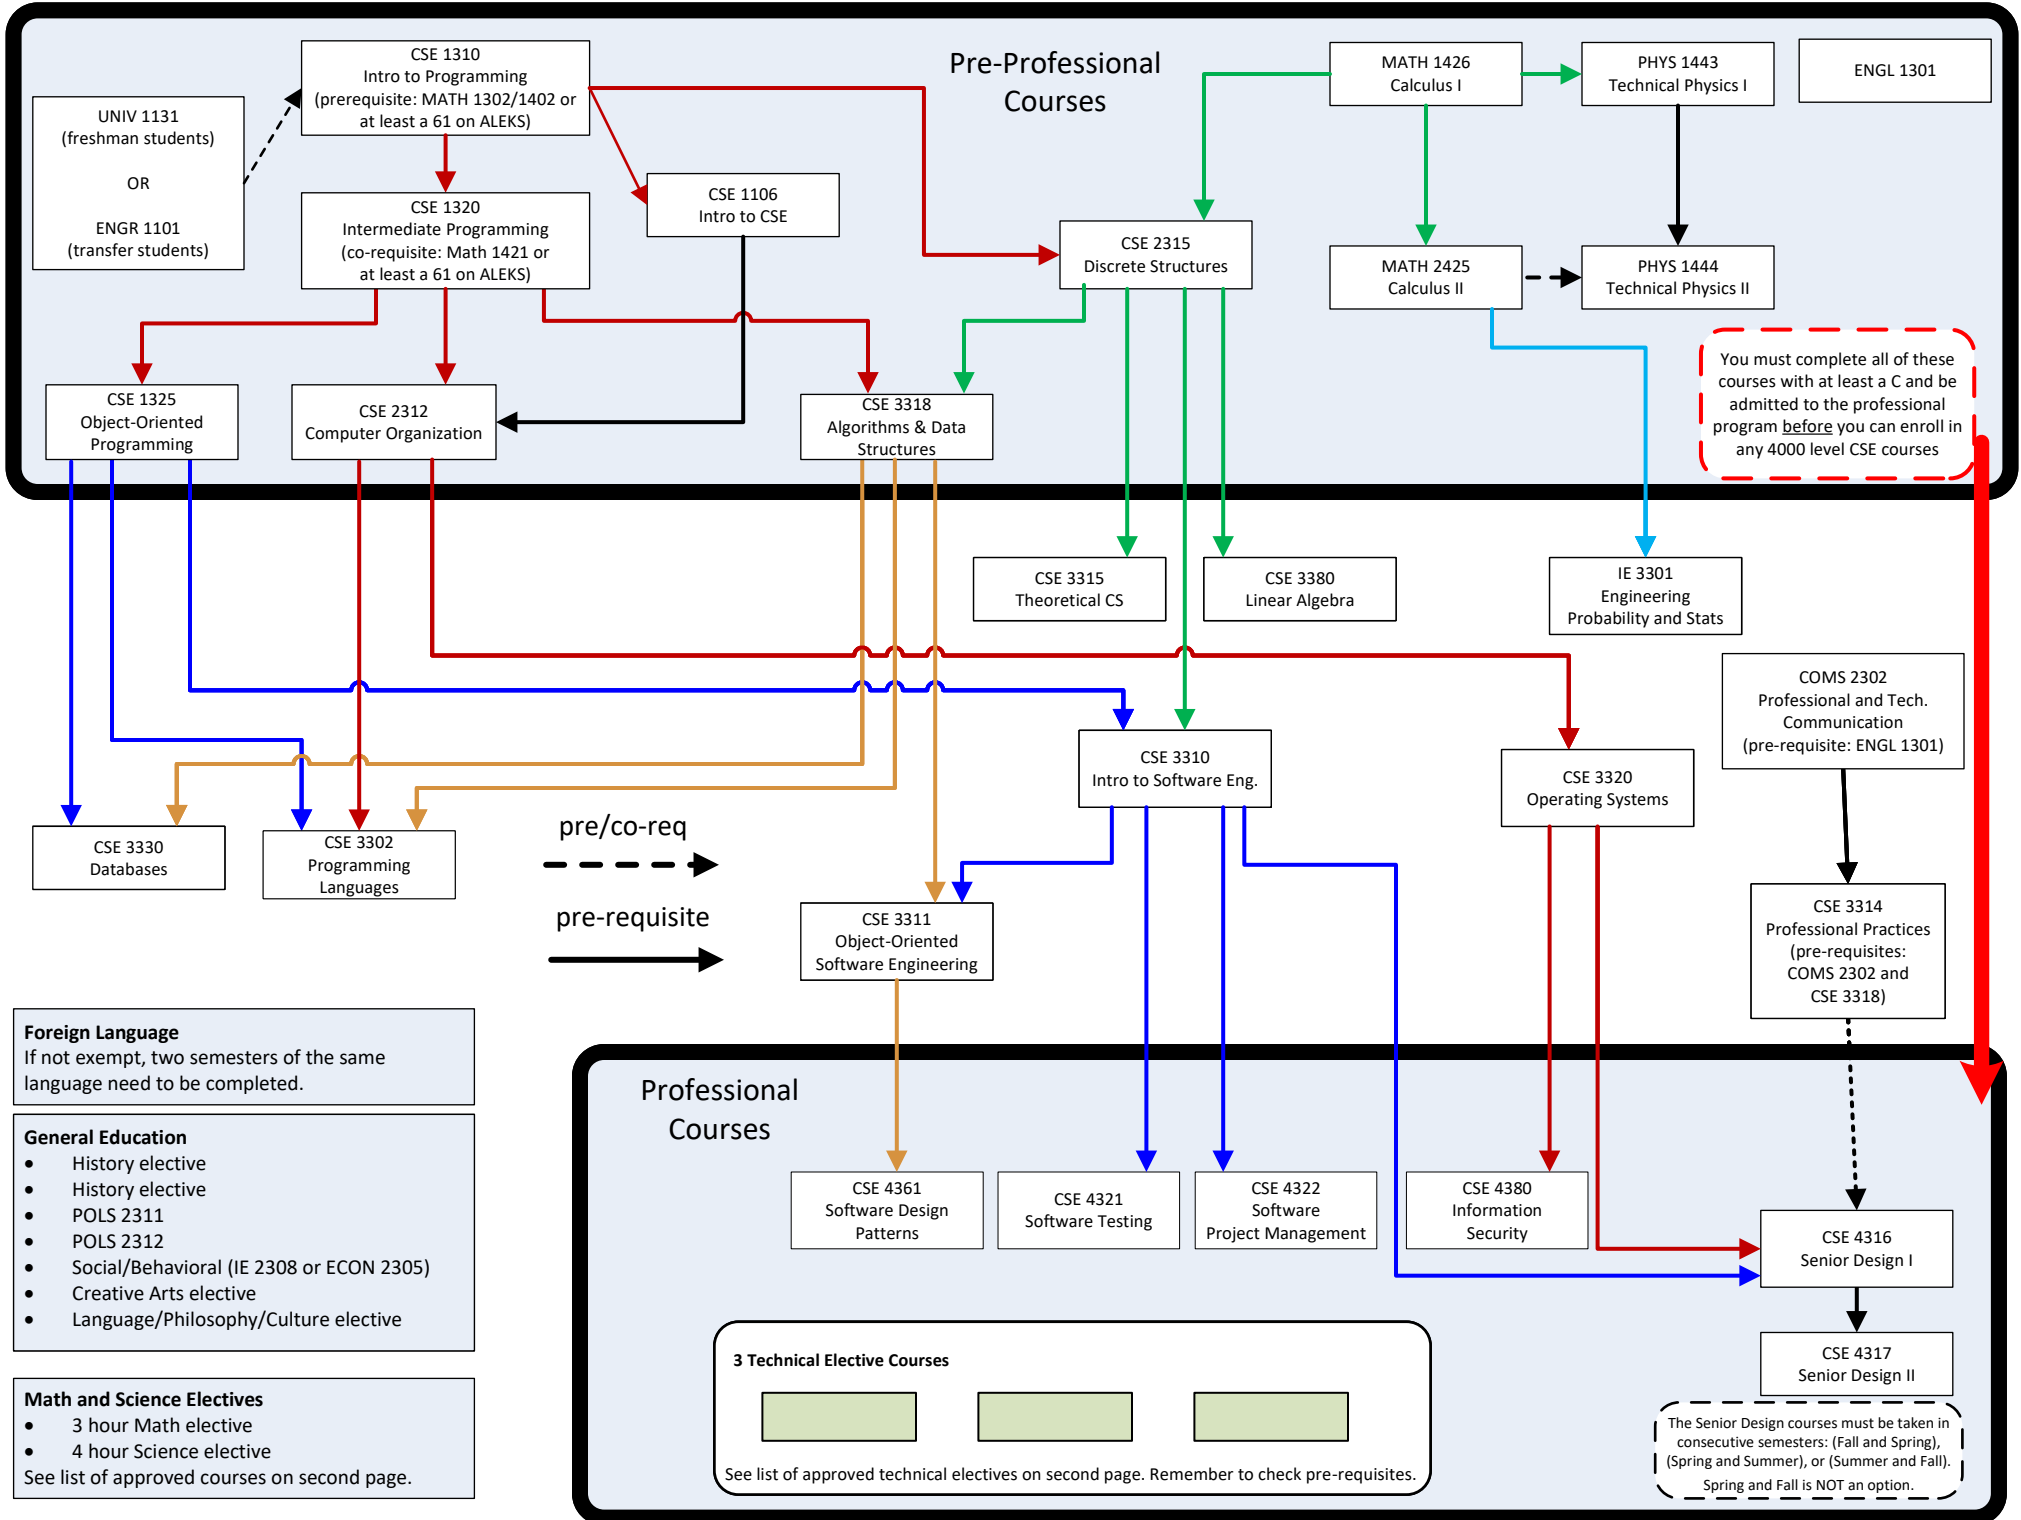 Pre-Professional
Courses
CSE 1310
Intro to Programming
(prerequisite: MATH 1302/1402 or
at least a 61 on ALEKS)
MATH 1426
Calculus I
PHYS 1443
Technical Physics I
ENGL 1301
UNIV 1131
(freshman students)
OR
ENGR 1101
(transfer students)
CSE 1320
Intermediate Programming
(co-requisite: Math 1421 or
at least a 61 on ALEKS)
CSE 1106
Intro to CSE
CSE 2315
Discrete Structures
MATH 2425
Calculus II
PHYS 1444
Technical Physics II
You must complete all of these
courses with at least a C and be
admitted to the professional
program before you can enroll in
any 4000 level CSE courses
CSE 1325
Object-Oriented
Programming
CSE 2312
Computer Organization
CSE 3318
Algorithms & Data
Structures
CSE 3315
Theoretical CS
CSE 3380
Linear Algebra
IE 3301
Engineering
Probability and Stats
COMS 2302
Professional and Tech.
Communication
(pre-requisite: ENGL 1301)
CSE 3310
Intro to Software Eng.
CSE 3320
Operating Systems
CSE 3330
Databases
CSE 3302
Programming
Languages
pre/co-req
pre-requisite
CSE 3311
Object-Oriented
Software Engineering
CSE 3314
Professional Practices
(pre-requisites:
COMS 2302 and
CSE 3318)
Foreign Language
If not exempt, two semesters of the same
language need to be completed.
General Education
• History elective
• History elective
• POLS 2311
• POLS 2312
• Social/Behavioral (IE 2308 or ECON 2305)
• Creative Arts elective
• Language/Philosophy/Culture elective
Math and Science Electives
• 3 hour Math elective
• 4 hour Science elective
See list of approved courses on second page.
Professional
Courses
CSE 4361
Software Design
Patterns
CSE 4321
Software Testing
CSE 4322
Software
Project Management
CSE 4380
Information
Security
CSE 4316
Senior Design I
CSE 4317
Senior Design II
3 Technical Elective Courses
See list of approved technical electives on second page. Remember to check pre-requisites.
The Senior Design courses must be taken in
consecutive semesters: (Fall and Spring),
(Spring and Summer), or (Summer and Fall).
Spring and Fall is NOT an option.